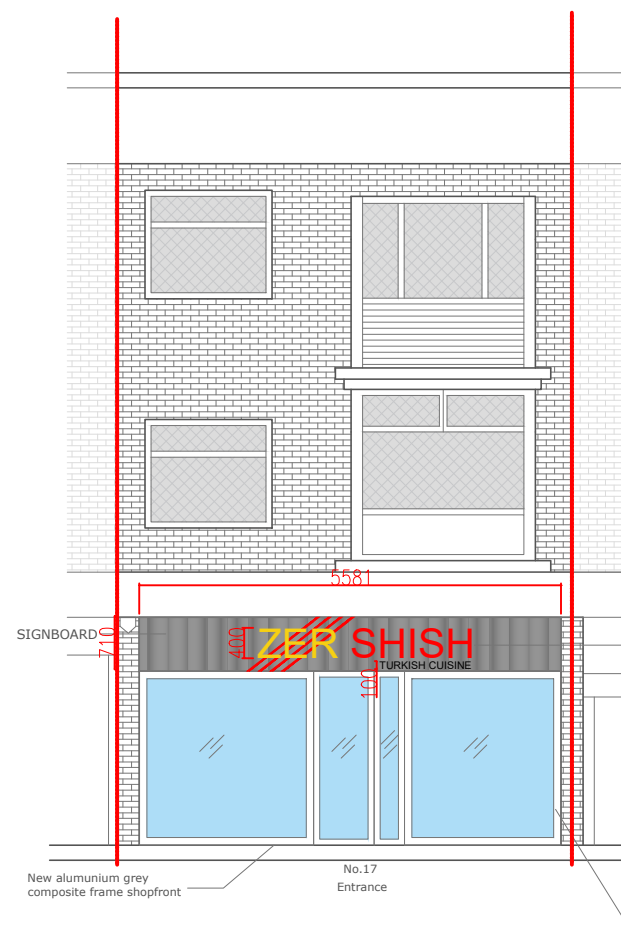 5581
SIGNBOARD
710
400
ZER SHISH
TURKISH CUISINE
100
No.17
Entrance
New alumunium grey
composite frame shopfront